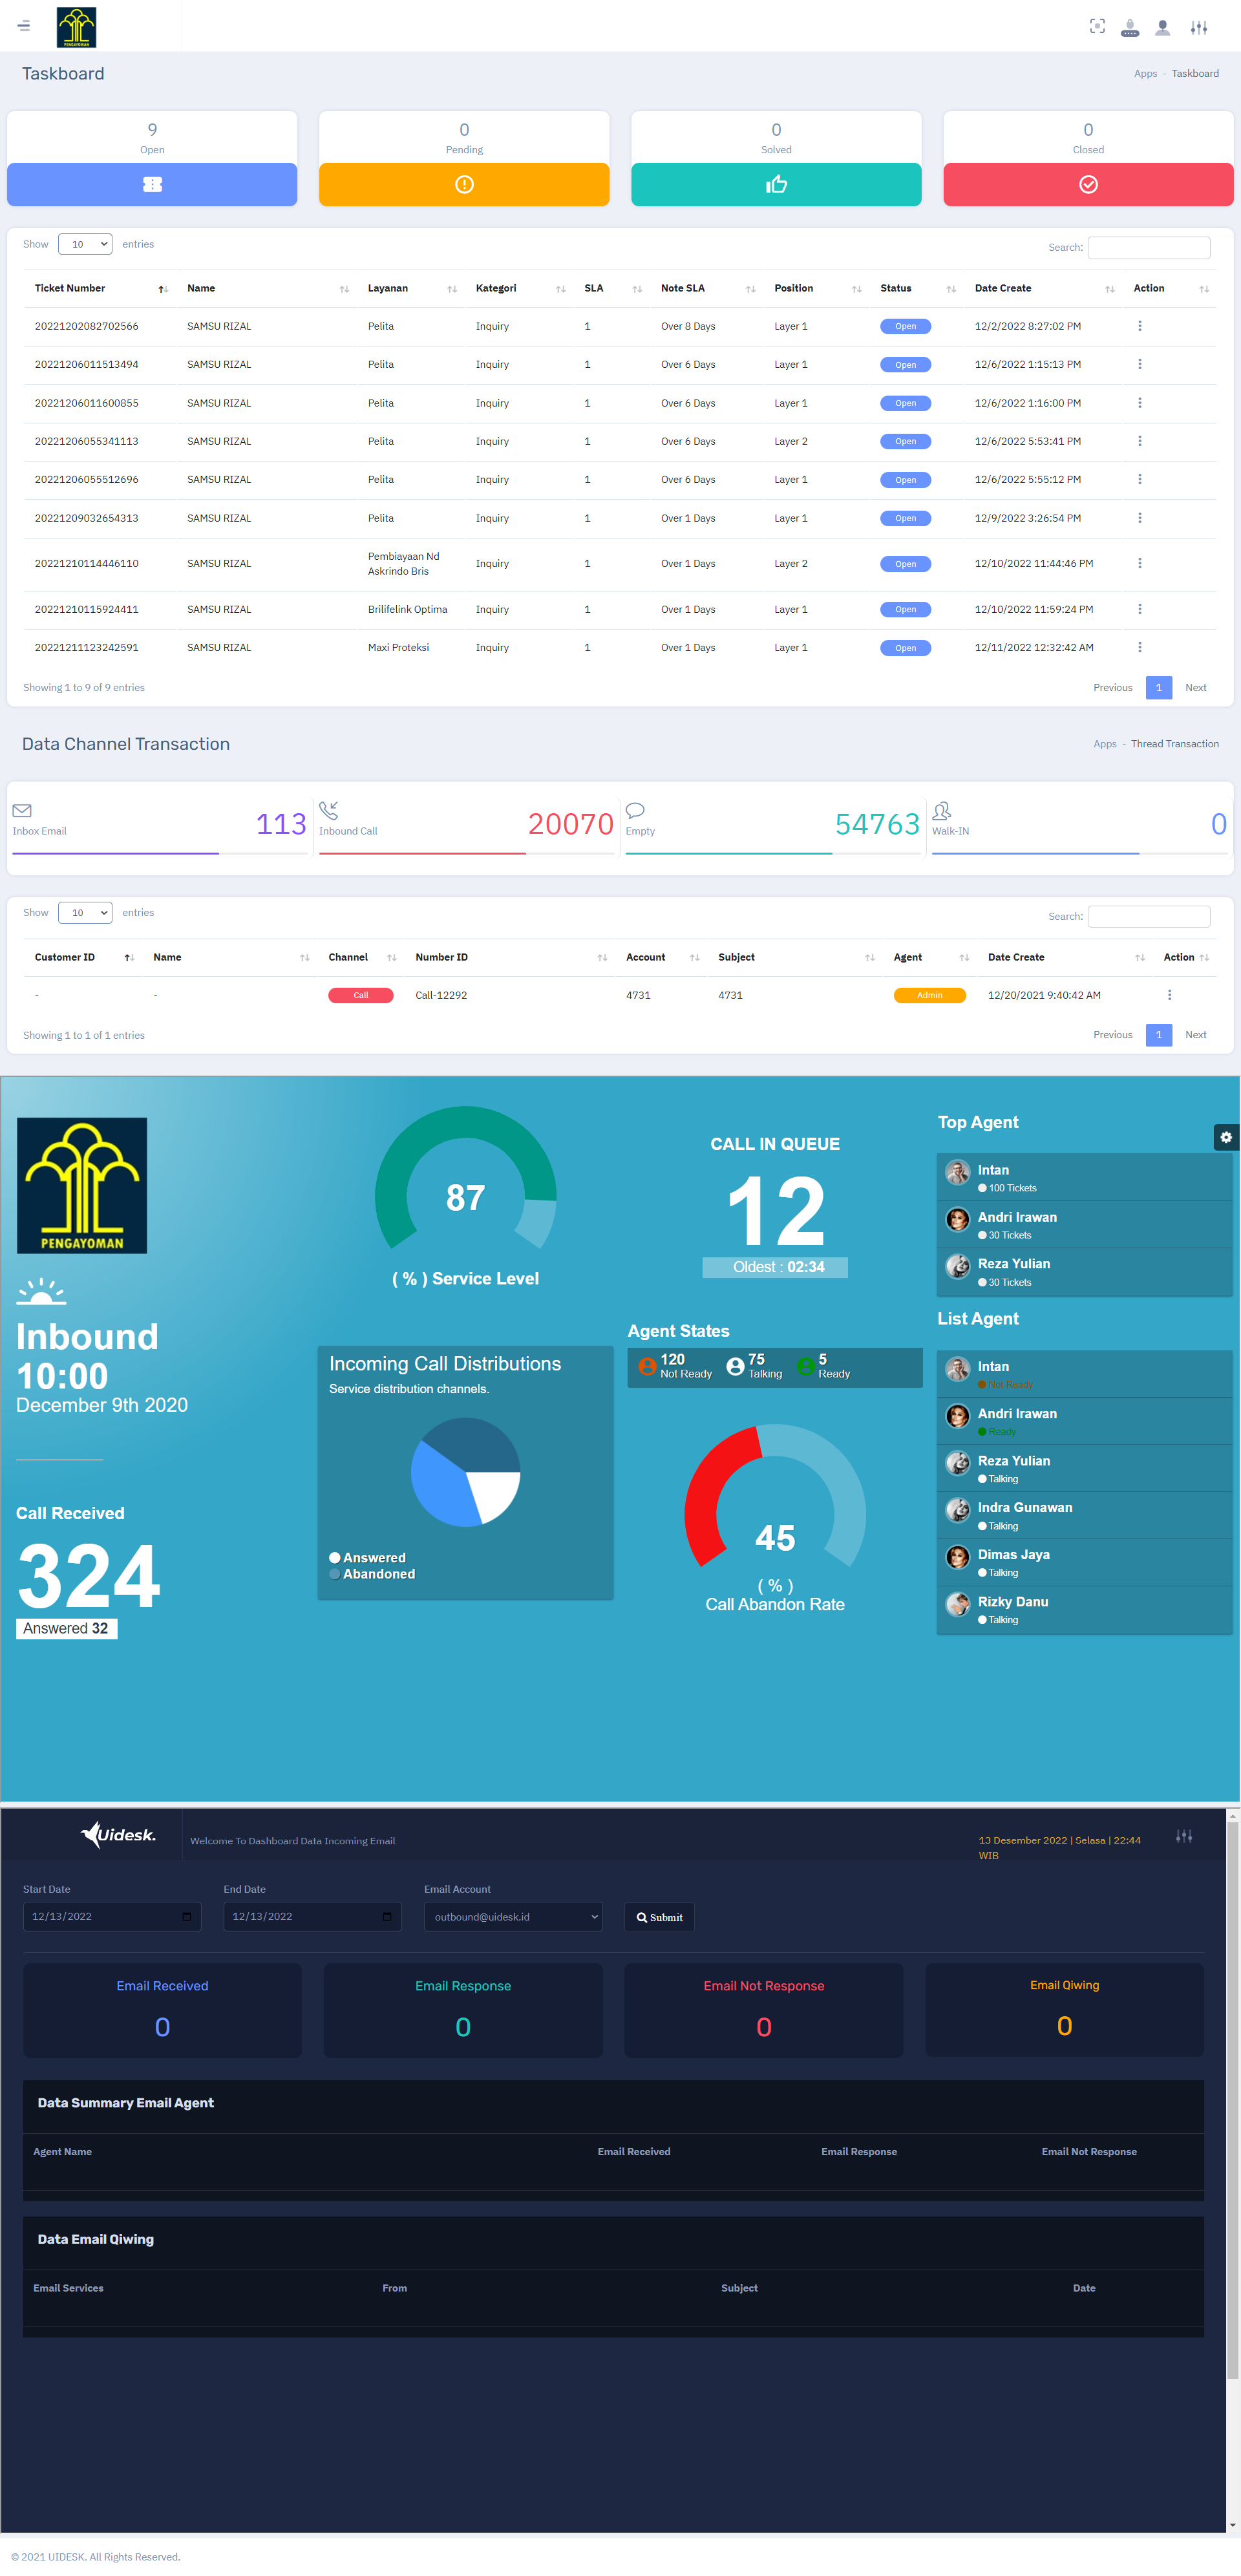 PENGAYOMAN
Taskboard
Apps - Taskboard
9
Open
0
Pending
0
Solved
0
Closed
Show 10 entries
Search:
Ticket Number Name Layanan Kategori SLA Note SLA Position Status Date Create Action
20221202082702566 SAMSU RIZAL Pelita Inquiry 1 Over 8 Days Layer 1 Open 12/2/2022 8:27:02 PM
20221206011513494 SAMSU RIZAL Pelita Inquiry 1 Over 6 Days Layer 1 Open 12/6/2022 1:15:13 PM
20221206011600855 SAMSU RIZAL Pelita Inquiry 1 Over 6 Days Layer 1 Open 12/6/2022 1:16:00 PM
20221206055341113 SAMSU RIZAL Pelita Inquiry 1 Over 6 Days Layer 2 Open 12/6/2022 5:53:41 PM
20221206055512696 SAMSU RIZAL Pelita Inquiry 1 Over 6 Days Layer 1 Open 12/6/2022 5:55:12 PM
20221209032654313 SAMSU RIZAL Pelita Inquiry 1 Over 1 Days Layer 1 Open 12/9/2022 3:26:54 PM
20221210114446110 SAMSU RIZAL Pembiayaan Nd Askrindo Bris Inquiry 1 Over 1 Days Layer 2 Open 12/10/2022 11:44:46 PM
20221210115924411 SAMSU RIZAL Brilifelink Optima Inquiry 1 Over 1 Days Layer 1 Open 12/10/2022 11:59:24 PM
20221211123242591 SAMSU RIZAL Maxi Proteksi Inquiry 1 Over 1 Days Layer 1 Open 12/11/2022 12:32:42 AM
Showing 1 to 9 of 9 entries
Previous 1 Next
Data Channel Transaction
Apps - Thread Transaction
Inbox Email 113
Inbound Call 20070
Empty 54763
Walk-IN 0
Show 10 entries
Search:
Customer ID Name Channel Number ID Account Subject Agent Date Create Action
- - Call Call-12292 4731 4731 Admin 12/20/2021 9:40:42 AM
Showing 1 to 1 of 1 entries
Previous 1 Next
PENGAYOMAN
Inbound
10:00
December 9th 2020
Call Received
324
Answered 32
87
( % ) Service Level
Incoming Call Distributions
Service distribution channels.
Answered
Abandoned
CALL IN QUEUE
12
Oldest : 02:34
Agent States
120
Not Ready
75
Talking
5
Ready
45
( % )
Call Abandon Rate
Top Agent
Intan
100 Tickets
Andri Irawan
30 Tickets
Reza Yulian
30 Tickets
List Agent
Intan
Not Ready
Andri Irawan
Ready
Reza Yulian
Talking
Indra Gunawan
Talking
Dimas Jaya
Talking
Rizky Danu
Talking
Uidesk.
Welcome To Dashboard Data Incoming Email
13 Desember 2022 | Selasa | 22:44
WIB
Start Date
12/13/2022
End Date
12/13/2022
Email Account
outbound@uidesk.id
Submit
Email Received
0
Email Response
0
Email Not Response
0
Email Qiwing
0
Data Summary Email Agent
Agent Name Email Received Email Response Email Not Response
Data Email Qiwing
Email Services From Subject Date
© 2021 UIDESK. All Rights Reserved.